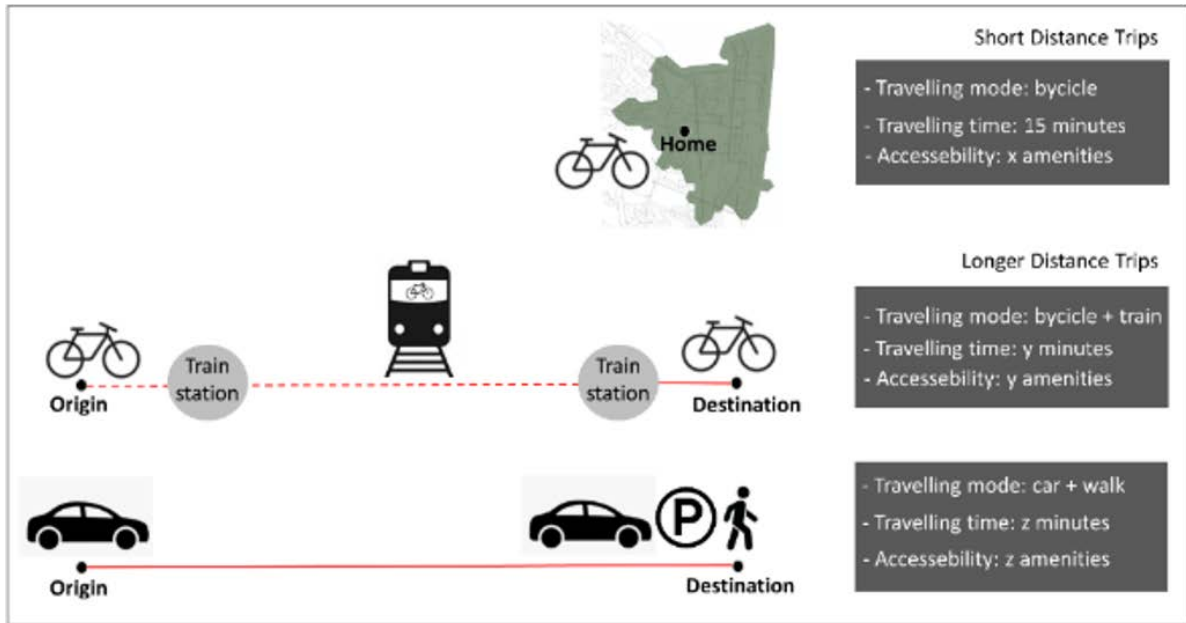 Short Distance Trips
- Travelling mode: bycicle
- Travelling time: 15 minutes
- Accessebility: x amenities
Home
Longer Distance Trips
- Travelling mode: bycicle + train
- Travelling time: y minutes
- Accessebility: y amenities
Train
station
Train
station
Origin
Destination
- Travelling mode: car + walk
- Travelling time: z minutes
- Accessebility: z amenities
P
Origin
Destination